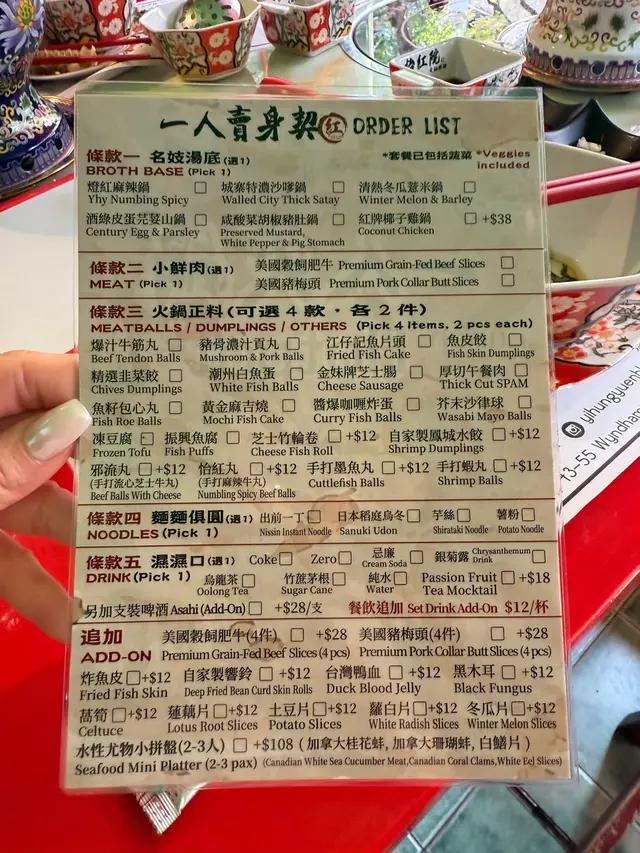 梅紅院
一人賣身契 紅 ORDER LIST
條款一 名妓湯底(選1) *套餐已包括蔬菜 *Veggies included
BROTH BASE (Pick 1)
燈紅麻辣鍋 城寨特濃沙嗲鍋 清熱冬瓜薏米鍋
Yhy Numbing Spicy Walled City Thick Satay Winter Melon & Barley
酒綠皮蛋芫荽山鍋 咸酸菜胡椒豬肚鍋 紅牌椰子雞鍋 +$38
Century Egg & Parsley Preserved Mustard, White Pepper & Pig Stomach Coconut Chicken
條款二 小鮮肉(選1) 美國穀飼肥牛 Premium Grain-Fed Beef Slices
MEAT (Pick 1) 美國豬梅頭 Premium Pork Collar Butt Slices
條款三 火鍋正料(可選4款，各2件)
MEATBALLS / DUMPLINGS / OTHERS (Pick 4 Items, 2 pcs each)
爆汁牛筋丸 豬骨濃汁貢丸 江仔記魚片頭 魚皮餃
Beef Tendon Balls Mushroom & Pork Balls Fried Fish Cake Fish Skin Dumplings
精選韭菜餃 潮州白魚蛋 金妹牌芝士腸 厚切午餐肉
Chives Dumplings White Fish Balls Cheese Sausage Thick Cut SPAM
魚籽包心丸 黃金麻吉燒 醬爆咖喱炸蛋 芥末沙律球
Fish Roe Balls Mochi Fish Cake Curry Fish Balls Wasabi Mayo Balls
凍豆腐 振興魚腐 芝士竹輪卷 +$12 自家製鳳城水餃 +$12
Frozen Tofu Fish Puffs Cheese Fish Roll Shrimp Dumplings
邪淪丸 +$12 怡紅丸 +$12 手打墨魚丸 +$12 手打蝦丸 +$12
(手打流心芝士牛丸) (手打麻辣牛丸) Cuttlefish Balls Shrimp Balls
Beef Balls With Cheese Numbling Spicy Beef Balls
條款四 麵麵俱圓(選1) 出前一丁 日本稻庭烏冬 芋絲 薯粉
NOODLES (Pick 1) Nissin Instant Noodle Sanuki Udon Shirataki Noodle Potato Noodle
條款五 濕濕口(選1) Coke Zero 忌廉 Cream Soda 銀菊露 Chrysanthemum Drink
DRINK(Pick 1) 烏龍茶 竹蔗茅根 純水 Passion Fruit +$18
Oolong Tea Sugar Cane Water Tea Mocktail
另加支裝啤酒 Asahi (Add-On) +$28/支 餐飲追加 Set Drink Add-On $12/杯
追加 美國穀飼肥牛(4件) +$28 美國豬梅頭(4件) +$28
ADD-ON Premium Grain-Fed Beef Slices (4 pcs) Premium Pork Collar Butt Slices (4 pcs)
炸魚皮 +$12 自家製響鈴 +$12 台灣鴨血 +$12 黑木耳 +$12
Fried Fish Skin Deep Fried Bean Curd Skin Rolls Duck Blood Jelly Black Fungus
萵筍 +$12 蓮藕片 +$12 土豆片 +$12 蘿白片 +$12 冬瓜片 +$12
Celtuce Lotus Root Slices Potato Slices White Radish Slices Winter Melon Slices
水性尤物小拼盤(2-3人) +$108 (加拿大桂花蚌, 加拿大珊瑚蚌, 白鱔片)
Seafood Mini Platter (2-3 pax) (Canadian White Sea Cucumber Meat,Canadian Coral Clams,White Eel Slices)
yihungyuenh
43-55 Wyndha